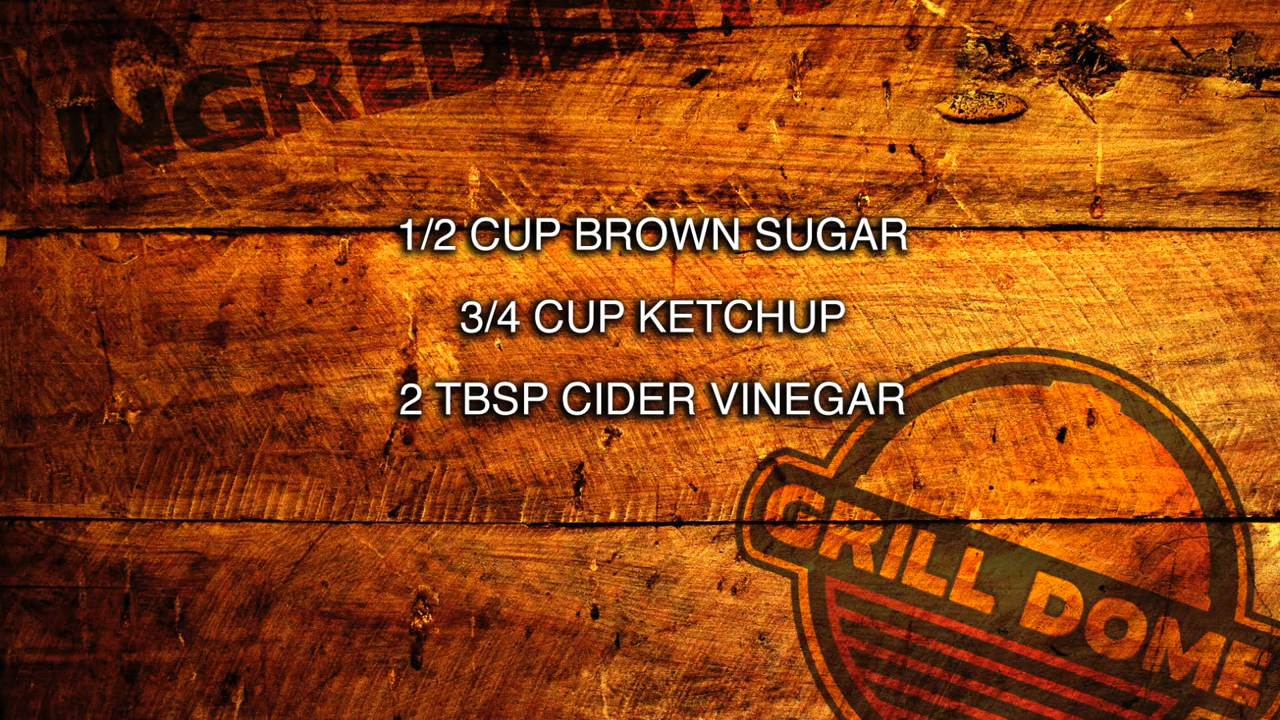 INGREDIENTS
1/2 CUP BROWN SUGAR
3/4 CUP KETCHUP
2 TBSP CIDER VINEGAR
GRILL DOME